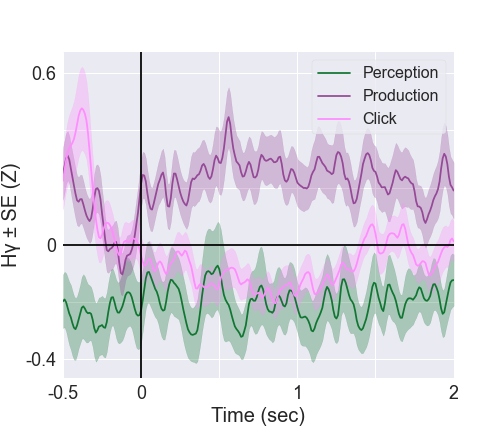 Perception
Production
Click
0.6
0
-0.4
Hγ ± SE (Z)
-0.5 0 1 2
Time (sec)